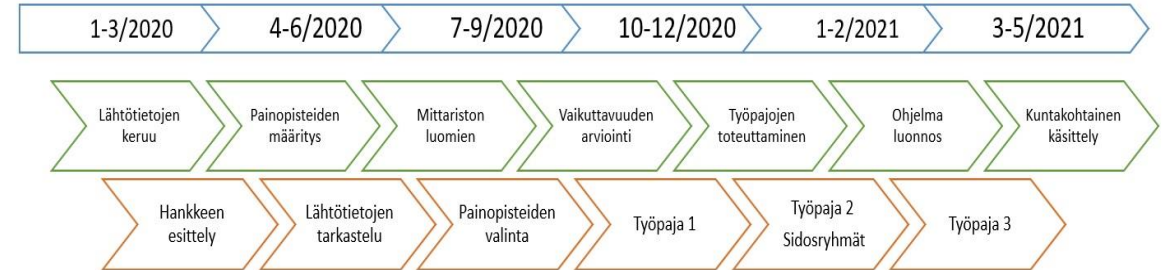 1-3/2020
4-6/2020
7-9/2020
10-12/2020
1-2/2021
3-5/2021
Lähtötietojen
keruu
Painopisteiden
määritys
Mittariston
luomien
Vaikuttavuuden
arviointi
Työpajojen
toteuttaminen
Ohjelma
luonnos
Kuntakohtainen
käsittely
Hankkeen
esittely
Lähtötietojen
tarkastelu
Painopisteiden
valinta
Työpaja 1
Työpaja 2
Sidosryhmät
Työpaja 3